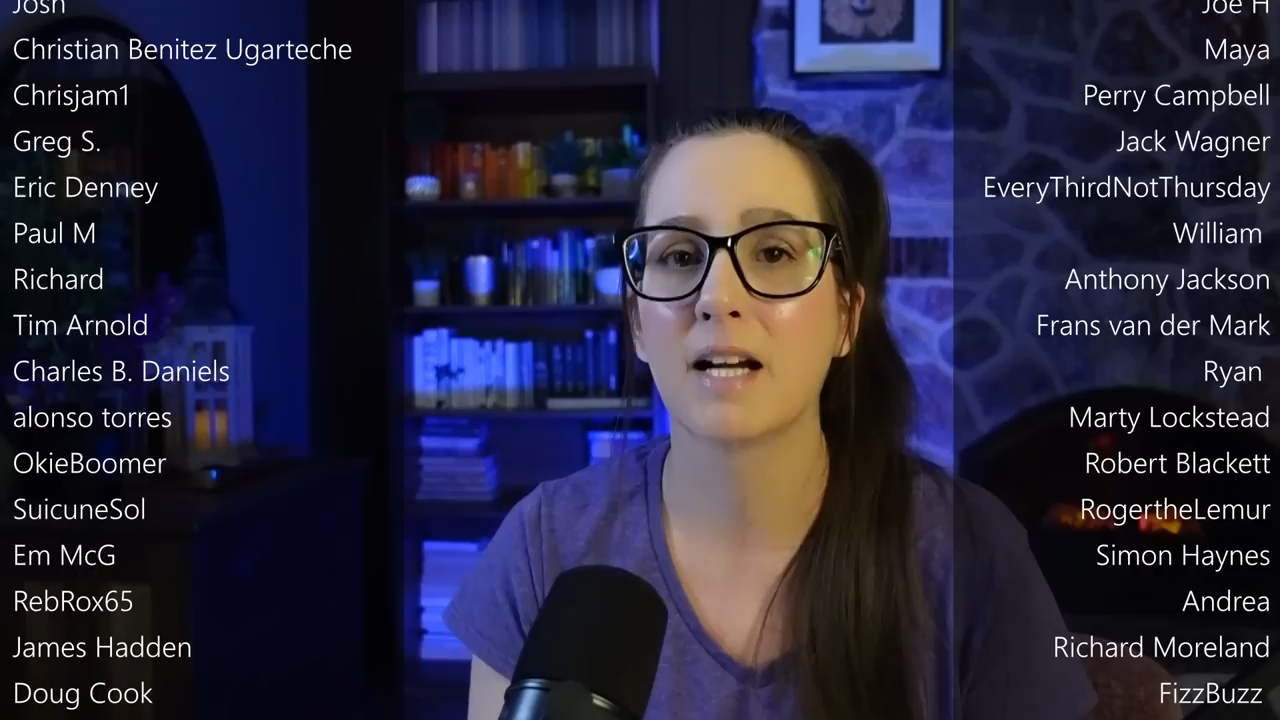 Josh
Christian Benitez Ugarteche
Chrisjam1
Greg S.
Eric Denney
Paul M
Richard
Tim Arnold
Charles B. Daniels
alonso torres
OkieBoomer
SuicuneSol
Em McG
RebRox65
James Hadden
Doug Cook
Joe H
Maya
Perry Campbell
Jack Wagner
EveryThirdNotThursday
William
Anthony Jackson
Frans van der Mark
Ryan
Marty Lockstead
Robert Blackett
RogertheLemur
Simon Haynes
Andrea
Richard Moreland
FizzBuzz